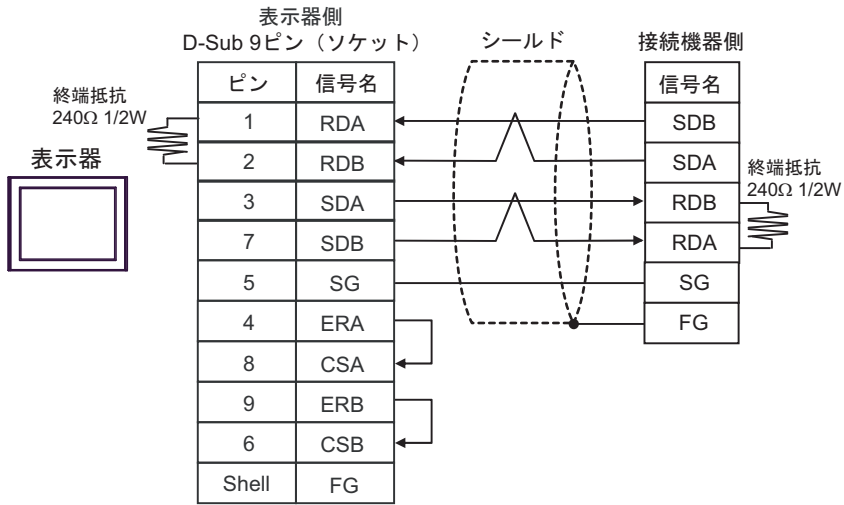 表示器側
D-Sub 9ピン（ソケット）
シールド
接続機器側
ピン 信号名
信号名
終端抵抗
240Ω 1/2W
1 RDA
SDB
2 RDB
SDA
表示器
終端抵抗
240Ω 1/2W
3 SDA
RDB
7 SDB
RDA
5 SG
SG
4 ERA
FG
8 CSA
9 ERB
6 CSB
Shell FG